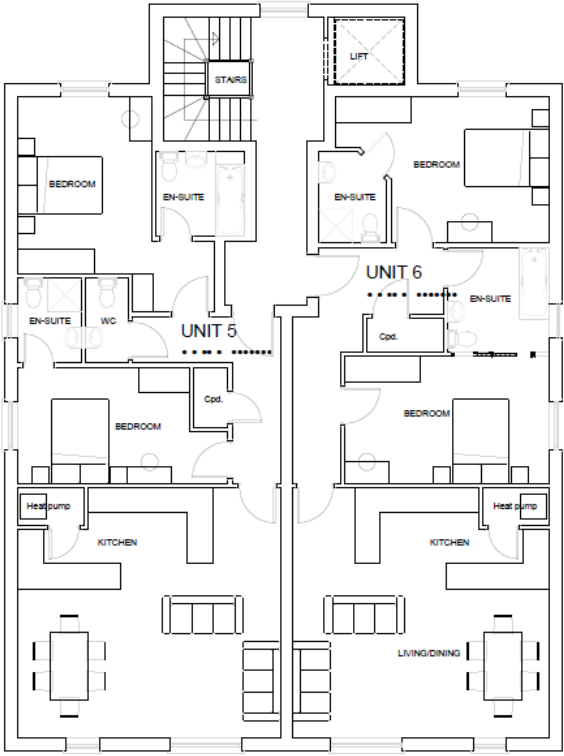 LIFT
STAIRS
BEDROOM
BEDROOM
EN-SUITE
EN-SUITE
UNIT 6
EN-SUITE
EN-SUITE
WC
UNIT 5
Cpd.
Cpd.
BEDROOM
BEDROOM
Heat pump
Heat pump
KITCHEN
KITCHEN
LIVING/DINING